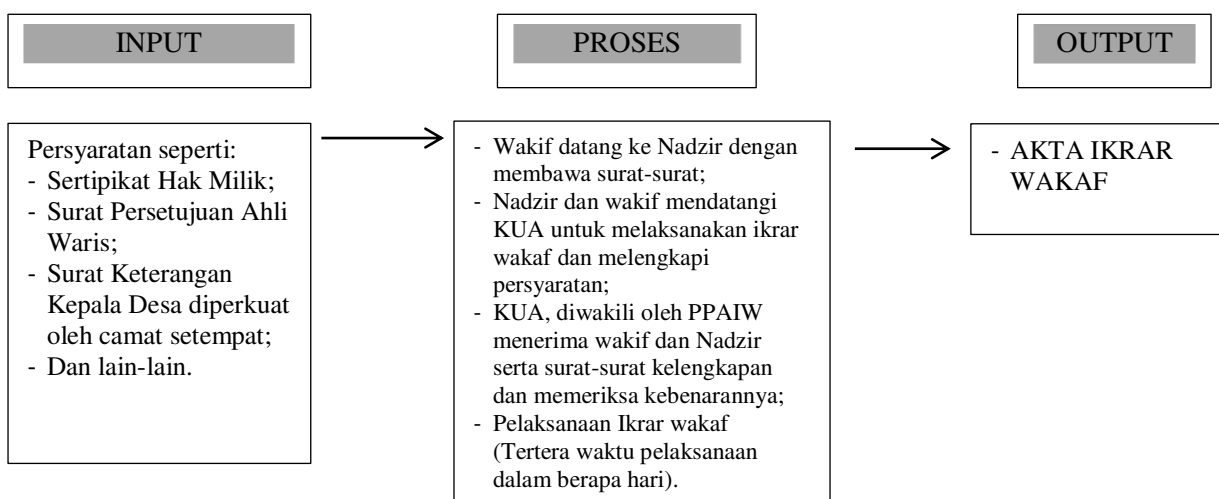 INPUT
PROSES
OUTPUT
Persyaratan seperti:
- Sertipikat Hak Milik;
- Surat Persetujuan Ahli
Waris;
- Surat Keterangan
Kepala Desa diperkuat
oleh camat setempat;
- Dan lain-lain.
- Wakif datang ke Nadzir dengan
membawa surat-surat;
- Nadzir dan wakif mendatangi
KUA untuk melaksanakan ikrar
wakaf dan melengkapi
persyaratan;
- KUA, diwakili oleh PPAIW
menerima wakif dan Nadzir
serta surat-surat kelengkapan
dan memeriksa kebenarannya;
- Pelaksanaan Ikrar wakaf
(Tertera waktu pelaksanaan
dalam berapa hari).
- AKTA IKRAR
WAKAF